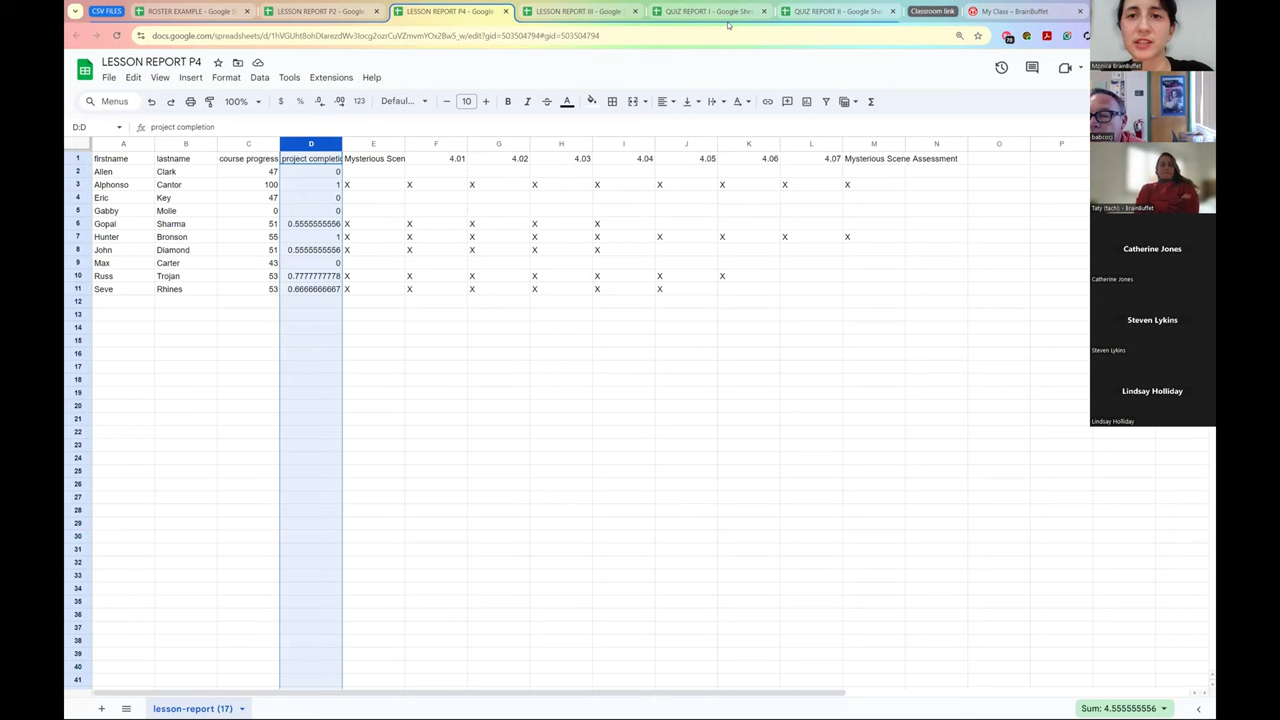 CSV FILES
ROSTER EXAMPLE - Google S
LESSON REPORT P2 - Google
LESSON REPORT P4 - Google
LESSON REPORT III - Google
QUIZ REPORT I - Google Shee
QUIZ REPORT II - Google She
Classroom link
My Class – BrainBuffet
LESSON REPORT P4
File Edit View Insert Format Data Tools Extensions Help
Menus
100% $ % .0 .00 123 Defaul... 10
D:D project completion
A B C D E F G H I J K L M N O P
1 firstname lastname course progress project completi Mysterious Scen 4.01 4.02 4.03 4.04 4.05 4.06 4.07 Mysterious Scene Assessment
2 Allen Clark 47 0
3 Alphonso Cantor 100 1 X X X X X X X X X
4 Eric Key 47 0
5 Gabby Molle 0 0
6 Gopal Sharma 51 0.5555555556 X X X X X
7 Hunter Bronson 55 1 X X X X X X X X X
8 John Diamond 51 0.5555555556 X X X X X
9 Max Carter 43 0
10 Russ Trojan 53 0.7777777778 X X X X X X X
11 Seve Rhines 53 0.6666666667 X X X X X X
12
13
14
15
16
17
18
19
20
21
22
23
24
25
26
27
28
29
30
31
32
33
34
35
36
37
38
39
40
41
lesson-report (17)
Sum: 4.555555556
Monica BrainBuffet
babcocj
Taty (tachi) - BrainBuffet
Catherine Jones
Catherine Jones
Steven Lykins
Steven Lykins
Lindsay Holliday
Lindsay Holliday